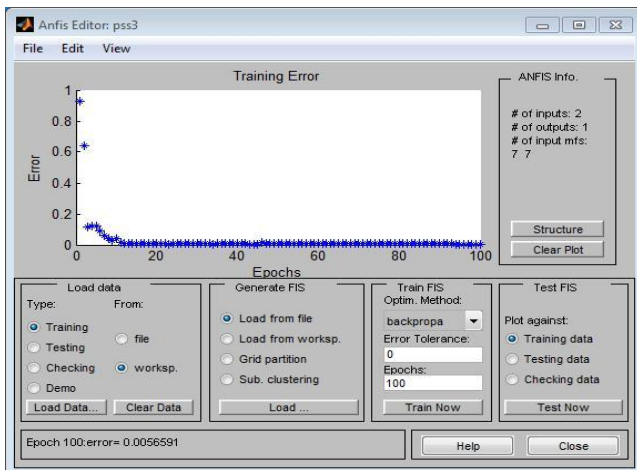 Anfis Editor: pss3
File Edit View
Training Error
1
0.8
0.6
0.4
0.2
0
Error
0 20 40 60 80 100
Epochs
ANFIS Info.
# of inputs: 2
# of outputs: 1
# of input mfs:
7 7
Structure
Clear Plot
Load data
Type: From:
Training
Testing
Checking
Demo
file
worksp.
Load Data... Clear Data
Generate FIS
Load from file
Load from worksp.
Grid partition
Sub. clustering
Load ...
Train FIS
Optim. Method:
backpropa
Error Tolerance:
0
Epochs:
100
Train Now
Test FIS
Plot against:
Training data
Testing data
Checking data
Test Now
Epoch 100:error= 0.0056591
Help Close